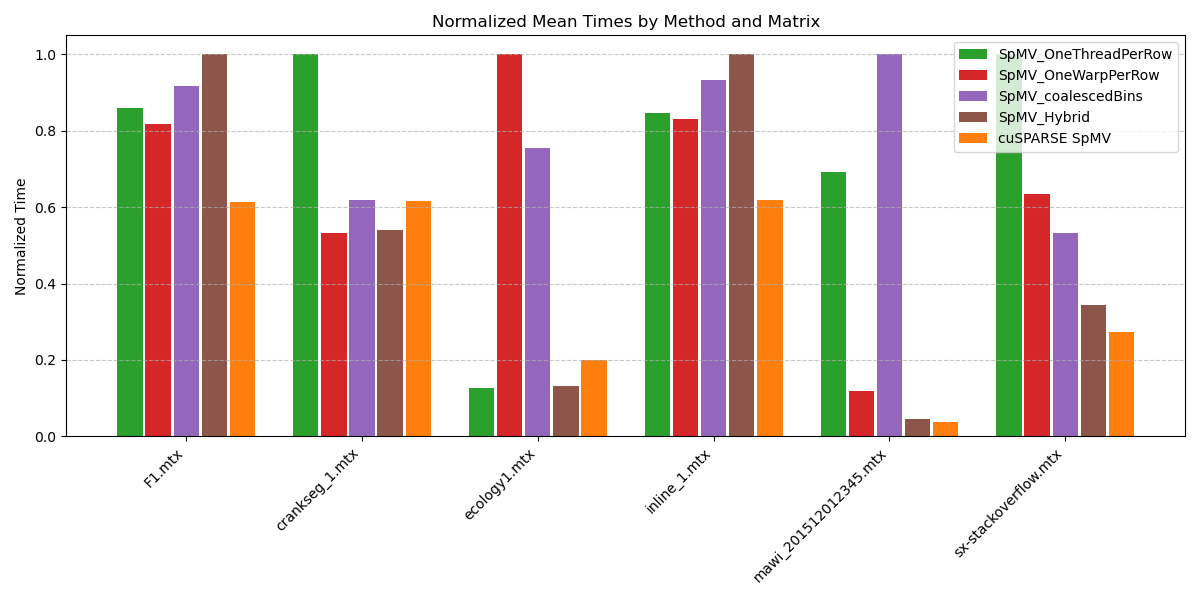 Normalized Mean Times by Method and Matrix
Normalized Time
1.0
0.8
0.6
0.4
0.2
0.0
SpMV_OneThreadPerRow
SpMV_OneWarpPerRow
SpMV_coalescedBins
SpMV_Hybrid
cuSPARSE SpMV
F1.mtx
crankseg_1.mtx
ecology1.mtx
inline_1.mtx
mawi_201512012345.mtx
sx-stackoverflow.mtx